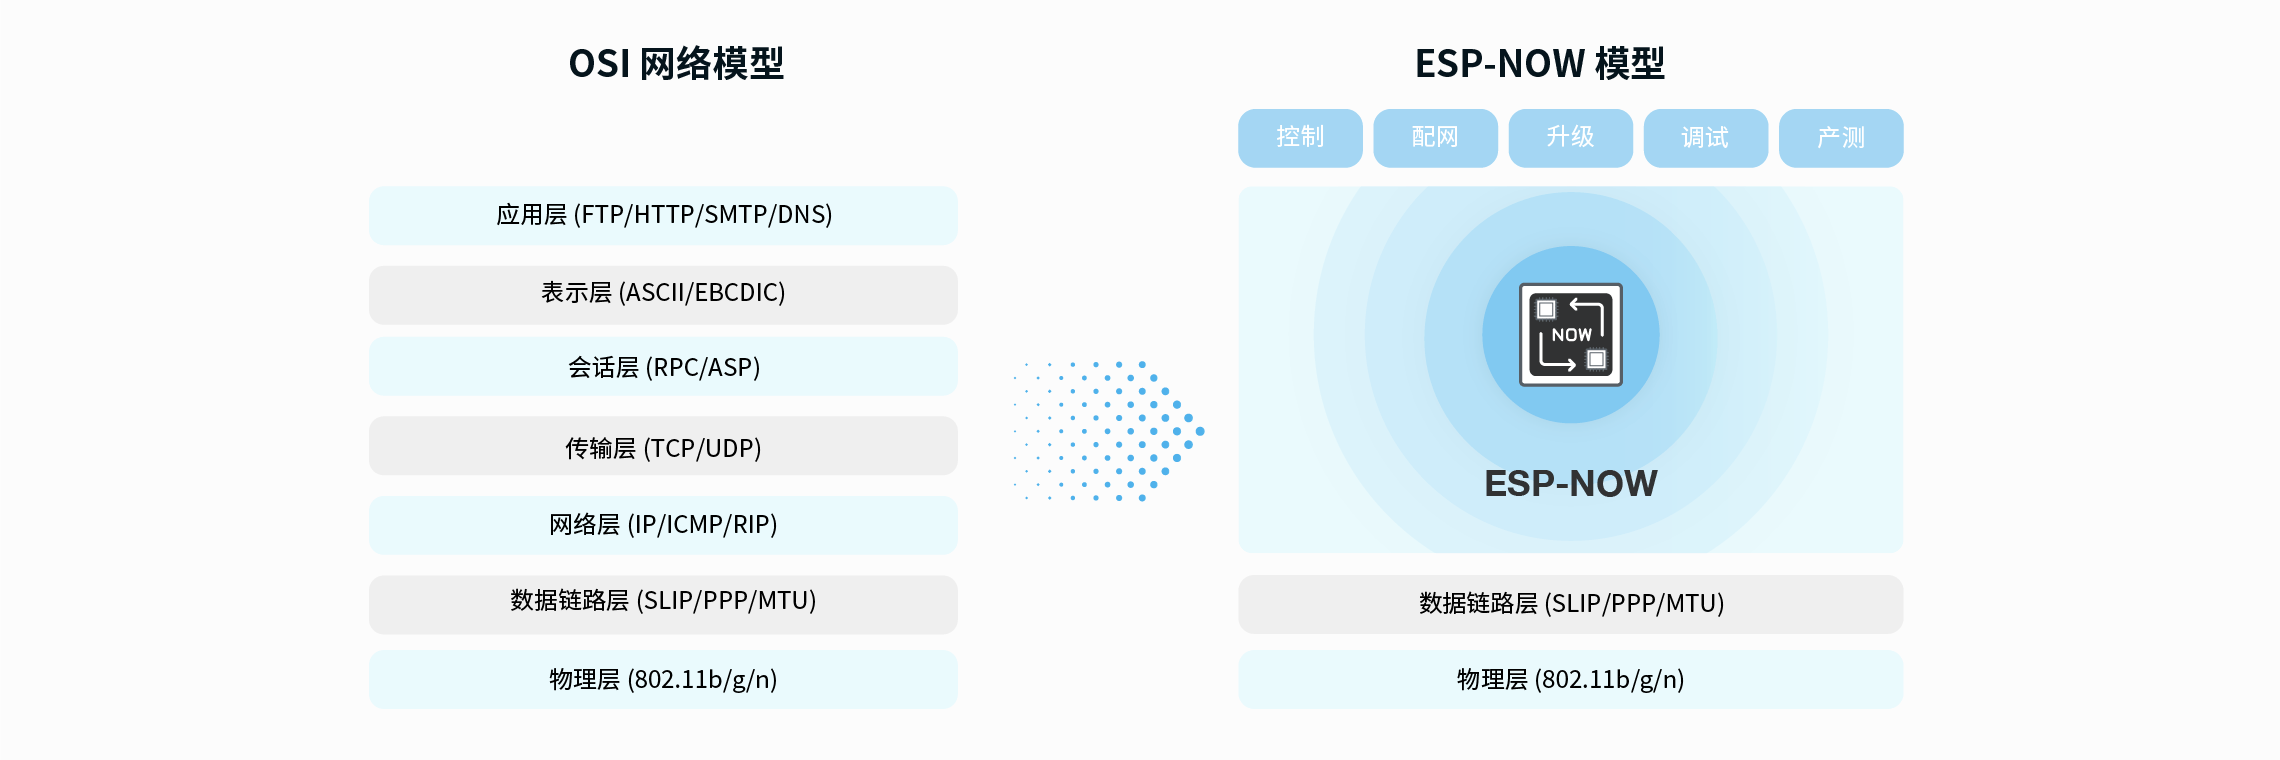 OSI 网络模型
应用层 (FTP/HTTP/SMTP/DNS)
表示层 (ASCII/EBCDIC)
会话层 (RPC/ASP)
传输层 (TCP/UDP)
网络层 (IP/ICMP/RIP)
数据链路层 (SLIP/PPP/MTU)
物理层 (802.11b/g/n)
ESP-NOW 模型
控制 配网 升级 调试 产测
NOW
ESP-NOW
数据链路层 (SLIP/PPP/MTU)
物理层 (802.11b/g/n)